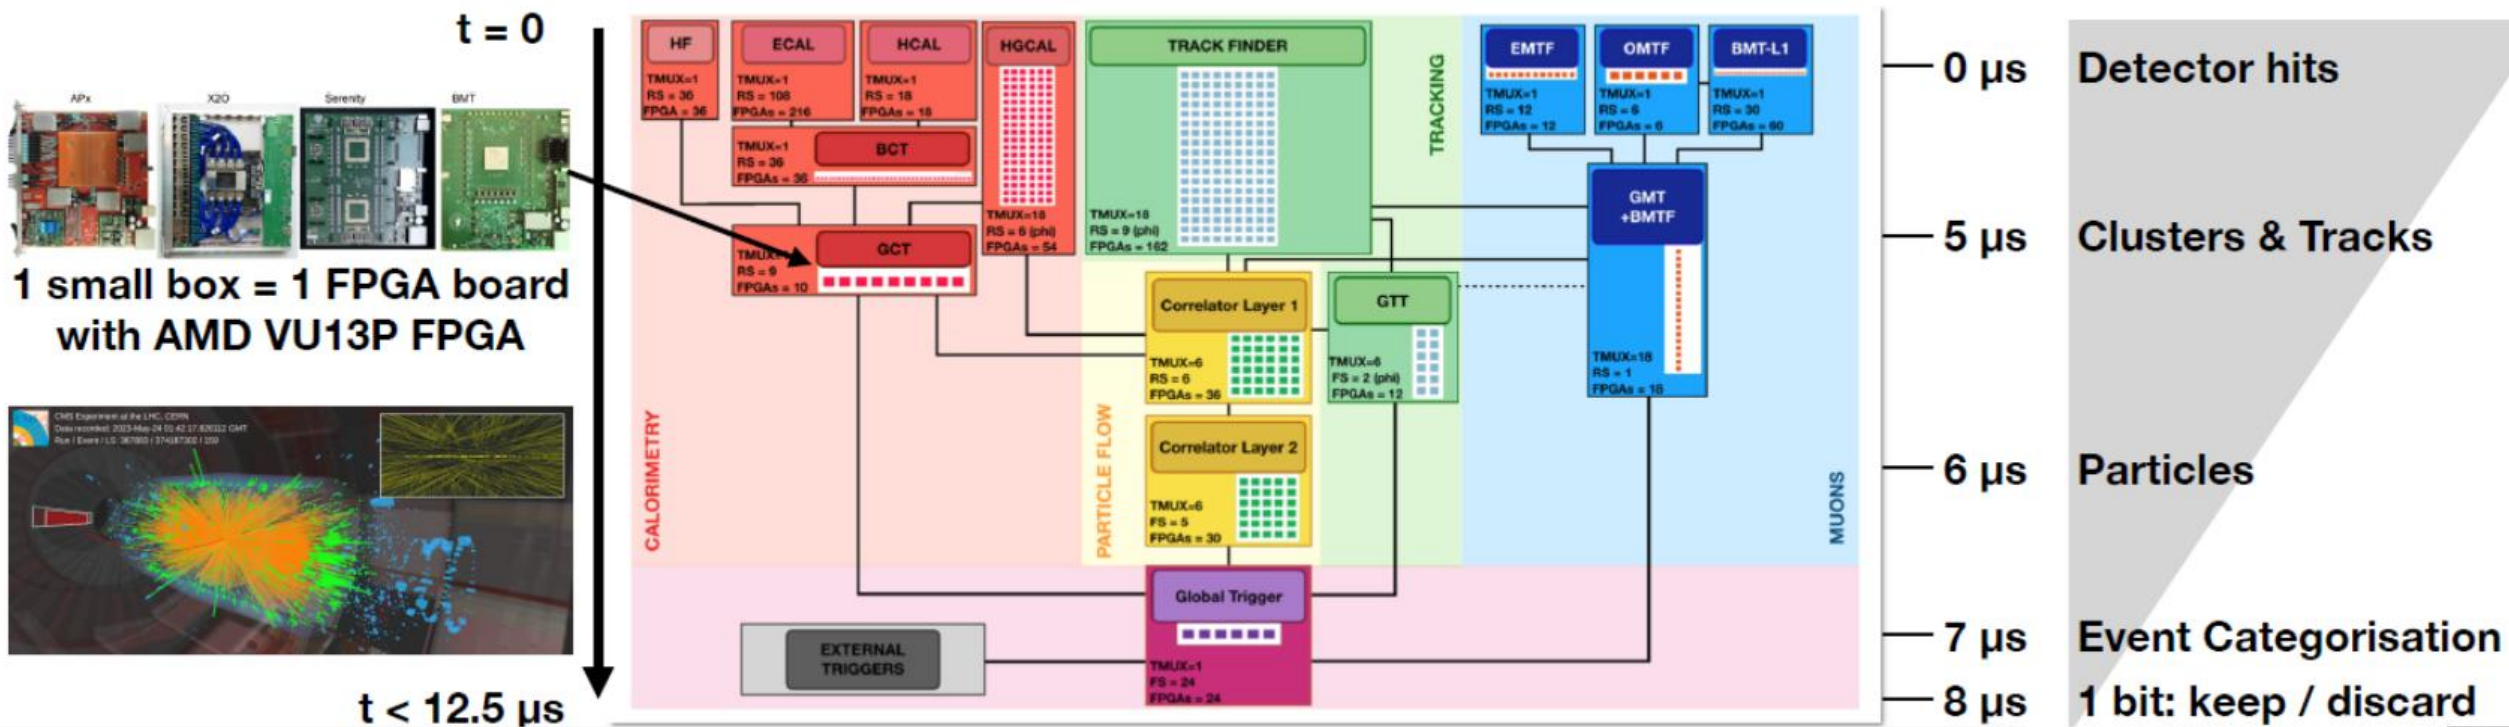 t = 0
APx
X2O
Serenity
BMT
1 small box = 1 FPGA board
with AMD VU13P FPGA
CMS Experiment at the LHC, CERN
t < 12.5 µs
HF
TMUX=1
RS = 36
FPGA = 36
ECAL
TMUX=1
RS = 108
FPGAs = 216
HCAL
TMUX=1
RS = 18
FPGAs = 18
BCT
TMUX=1
RS = 36
FPGAs = 36
HGCAL
TMUX=18
RS = 6 (phi)
FPGAs = 54
GCT
RS = 9
FPGAs = 10
CALORIMETRY
TRACK FINDER
TMUX=18
RS = 9 (phi)
FPGAs = 162
TRACKING
Correlator Layer 1
TMUX=6
RS = 6
FPGAs = 36
GTT
TMUX=6
FS = 2 (phi)
FPGAs = 12
Correlator Layer 2
TMUX=6
FS = 5
FPGAs = 30
PARTICLE FLOW
EMTF
TMUX=1
RS = 12
FPGAs = 12
OMTF
TMUX=1
RS = 6
FPGAs = 6
BMT-L1
TMUX=1
RS = 30
FPGAs = 60
GMT
+BMTF
TMUX=18
RS = 1
FPGAs = 18
MUONS
Global Trigger
TMUX=1
FS = 24
FPGAs = 24
EXTERNAL
TRIGGERS
0 µs Detector hits
5 µs Clusters & Tracks
6 µs Particles
7 µs Event Categorisation
8 µs 1 bit: keep / discard